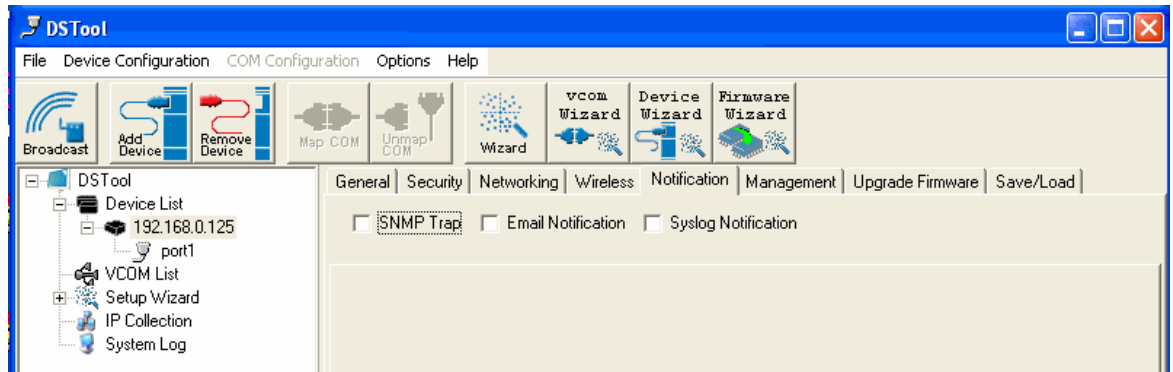 DSTool
File Device Configuration COM Configuration Options Help
Broadcast
Add Device
Remove Device
Map COM
Unmap COM
Wizard
vcom Wizard
Device Wizard
Firmware Wizard
DSTool
Device List
192.168.0.125
port1
VCOM List
Setup Wizard
IP Collection
System Log
General Security Networking Wireless Notification Management Upgrade Firmware Save/Load
SNMP Trap Email Notification Syslog Notification